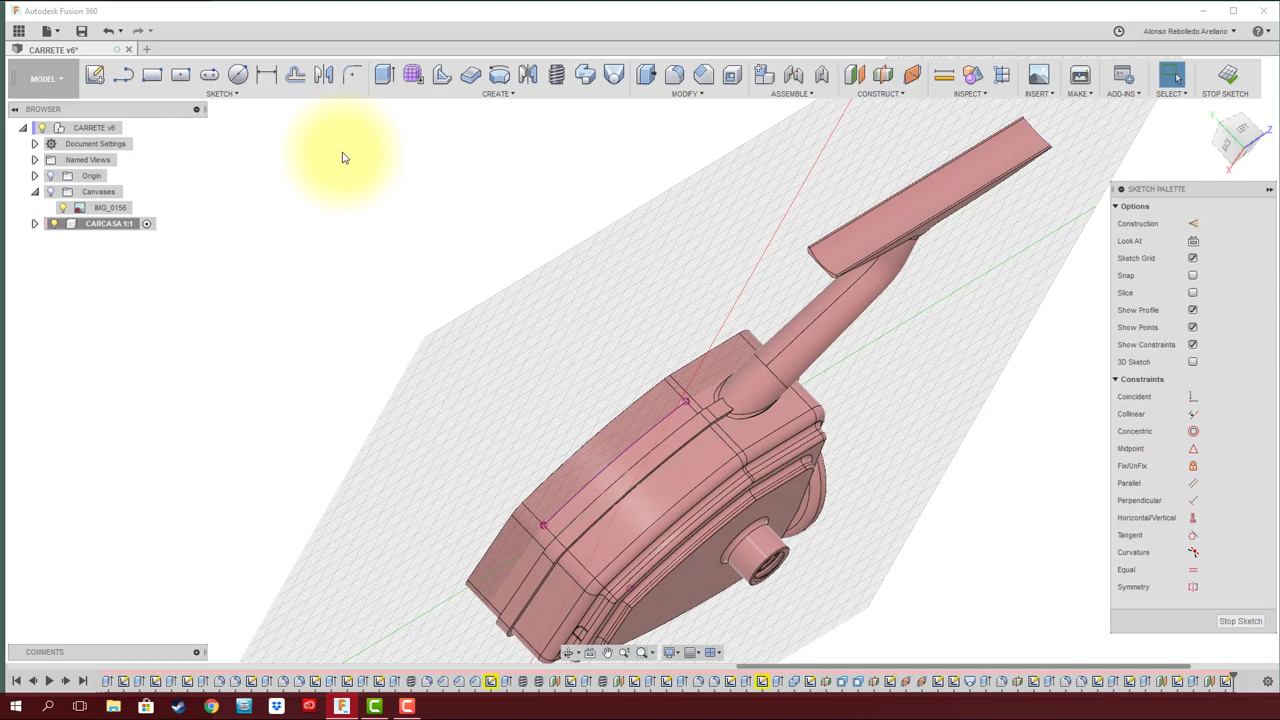 Autodesk Fusion 360
Alonso Rebolledo Arellano
CARRETE v6*
MODEL
SKETCH
CREATE
MODIFY
ASSEMBLE
CONSTRUCT
INSPECT
INSERT
MAKE
ADD-INS
SELECT
STOP SKETCH
BROWSER
CARRETE v6
Document Settings
Named Views
Origin
Canvases
IMG_0156
CARCASA 1:1
X
Y
Z
LEFT
SKETCH PALETTE
Options
Construction
Look At
Sketch Grid
Snap
Slice
Show Profile
Show Points
Show Constraints
3D Sketch
Constraints
Coincident
Collinear
Concentric
Midpoint
Fix/UnFix
Parallel
Perpendicular
Horizontal/Vertical
Tangent
Curvature
Equal
Symmetry
Stop Sketch
COMMENTS